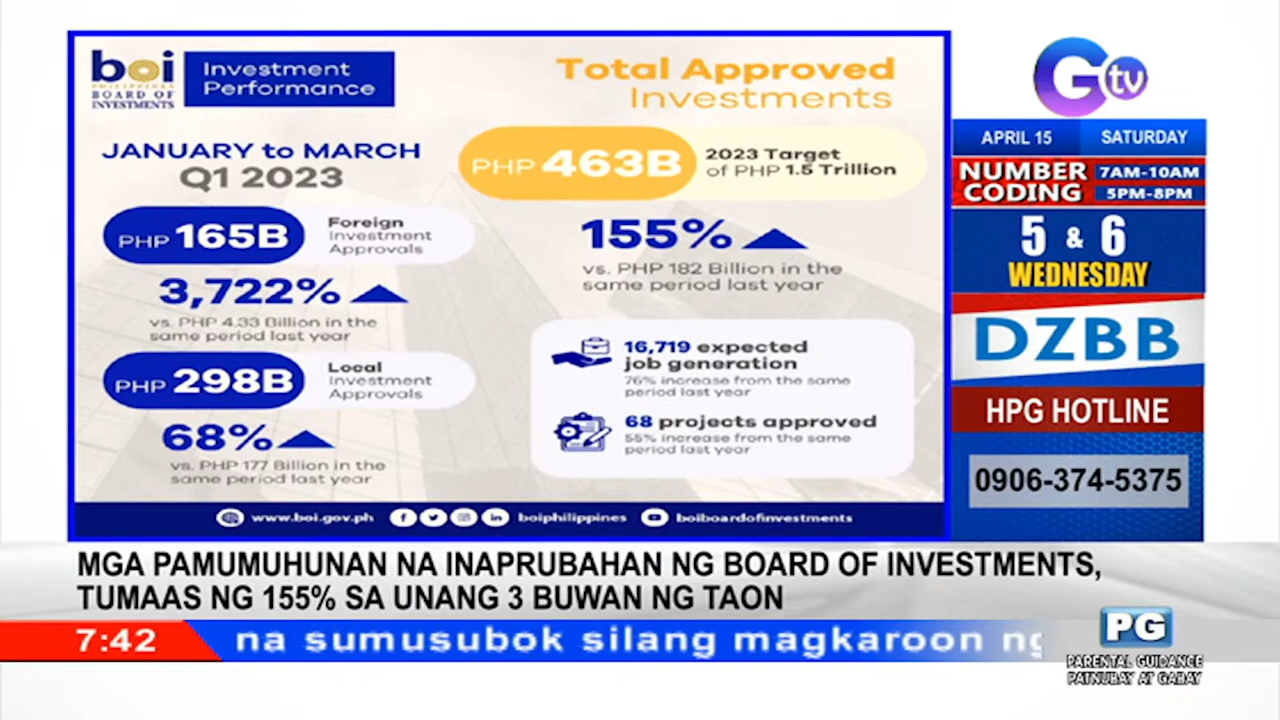 boi
PHILIPPINES
BOARD OF
INVESTMENTS
Investment
Performance
Total Approved
Investments
JANUARY to MARCH
Q1 2023
PHP 463B
2023 Target
of PHP 1.5 Trillion
PHP 165B
Foreign
Investment
Approvals
3,722%
vs. PHP 4.33 Billion in the
same period last year
PHP 298B
Local
Investment
Approvals
68%
vs. PHP 177 Billion in the
same period last year
155%
vs. PHP 182 Billion in the
same period last year
16,719 expected
job generation
76% increase from the same
period last year
68 projects approved
55% increase from the same
period last year
www.boi.gov.ph
boiphilippines
boiboardofinvestments
Gtv
APRIL 15 SATURDAY
NUMBER
CODING
7AM-10AM
5PM-8PM
5 & 6
WEDNESDAY
DZBB
HPG HOTLINE
0906-374-5375
MGA PAMUMUHUNAN NA INAPRUBAHAN NG BOARD OF INVESTMENTS,
TUMAAS NG 155% SA UNANG 3 BUWAN NG TAON
7:42
na sumusubok silang magkaroon ng
PG
PARENTAL GUIDANCE
PATNUBAY AT GABAY